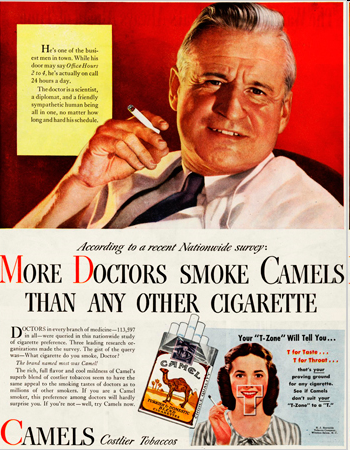 He's one of the busi-
est men in town. While his
door may say Office Hours
2 to 4, he's actually on call
24 hours a day.
The doctor is a scientist,
a diplomat, and a friendly
sympathetic human being
all in one, no matter how
long and hard his schedule.
According to a recent Nationwide survey:
MORE DOCTORS SMOKE CAMELS
THAN ANY OTHER CIGARETTE
DOCTORS in every branch of medicine—113,597
in all—were queried in this nationwide study
of cigarette preference. Three leading research or-
ganizations made the survey. The gist of the query
was—What cigarette do you smoke, Doctor?
The brand named most was Camel!
The rich, full flavor and cool mildness of Camel's
superb blend of costlier tobaccos seem to have the
same appeal to the smoking tastes of doctors as to
millions of other smokers. If you are a Camel
smoker, this preference among doctors will hardly
surprise you. If you're not—well, try Camels now.
CAMELS Costlier Tobaccos
CAMEL
Your "T-Zone" Will Tell You...
T for Taste...
T for Throat...
that's your
proving ground
for any cigarette.
See if Camels
don't suit your
"T-Zone" to a "T."
T